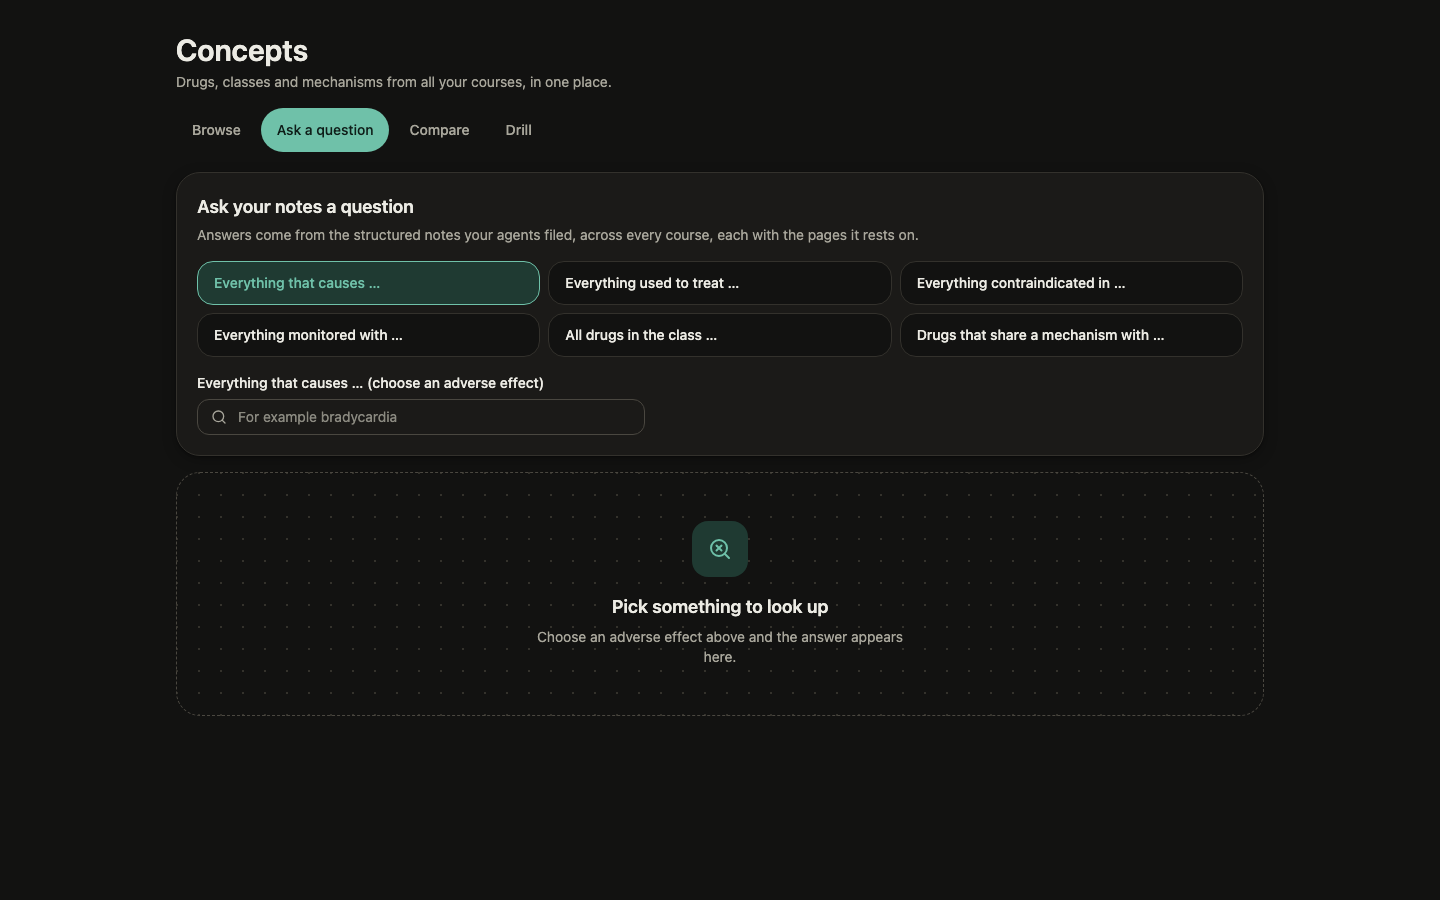 Concepts
Drugs, classes and mechanisms from all your courses, in one place.
Browse
Ask a question
Compare
Drill
Ask your notes a question
Answers come from the structured notes your agents filed, across every course, each with the pages it rests on.
Everything that causes ...
Everything used to treat ...
Everything contraindicated in ...
Everything monitored with ...
All drugs in the class ...
Drugs that share a mechanism with ...
Everything that causes ... (choose an adverse effect)
For example bradycardia
Pick something to look up
Choose an adverse effect above and the answer appears
here.